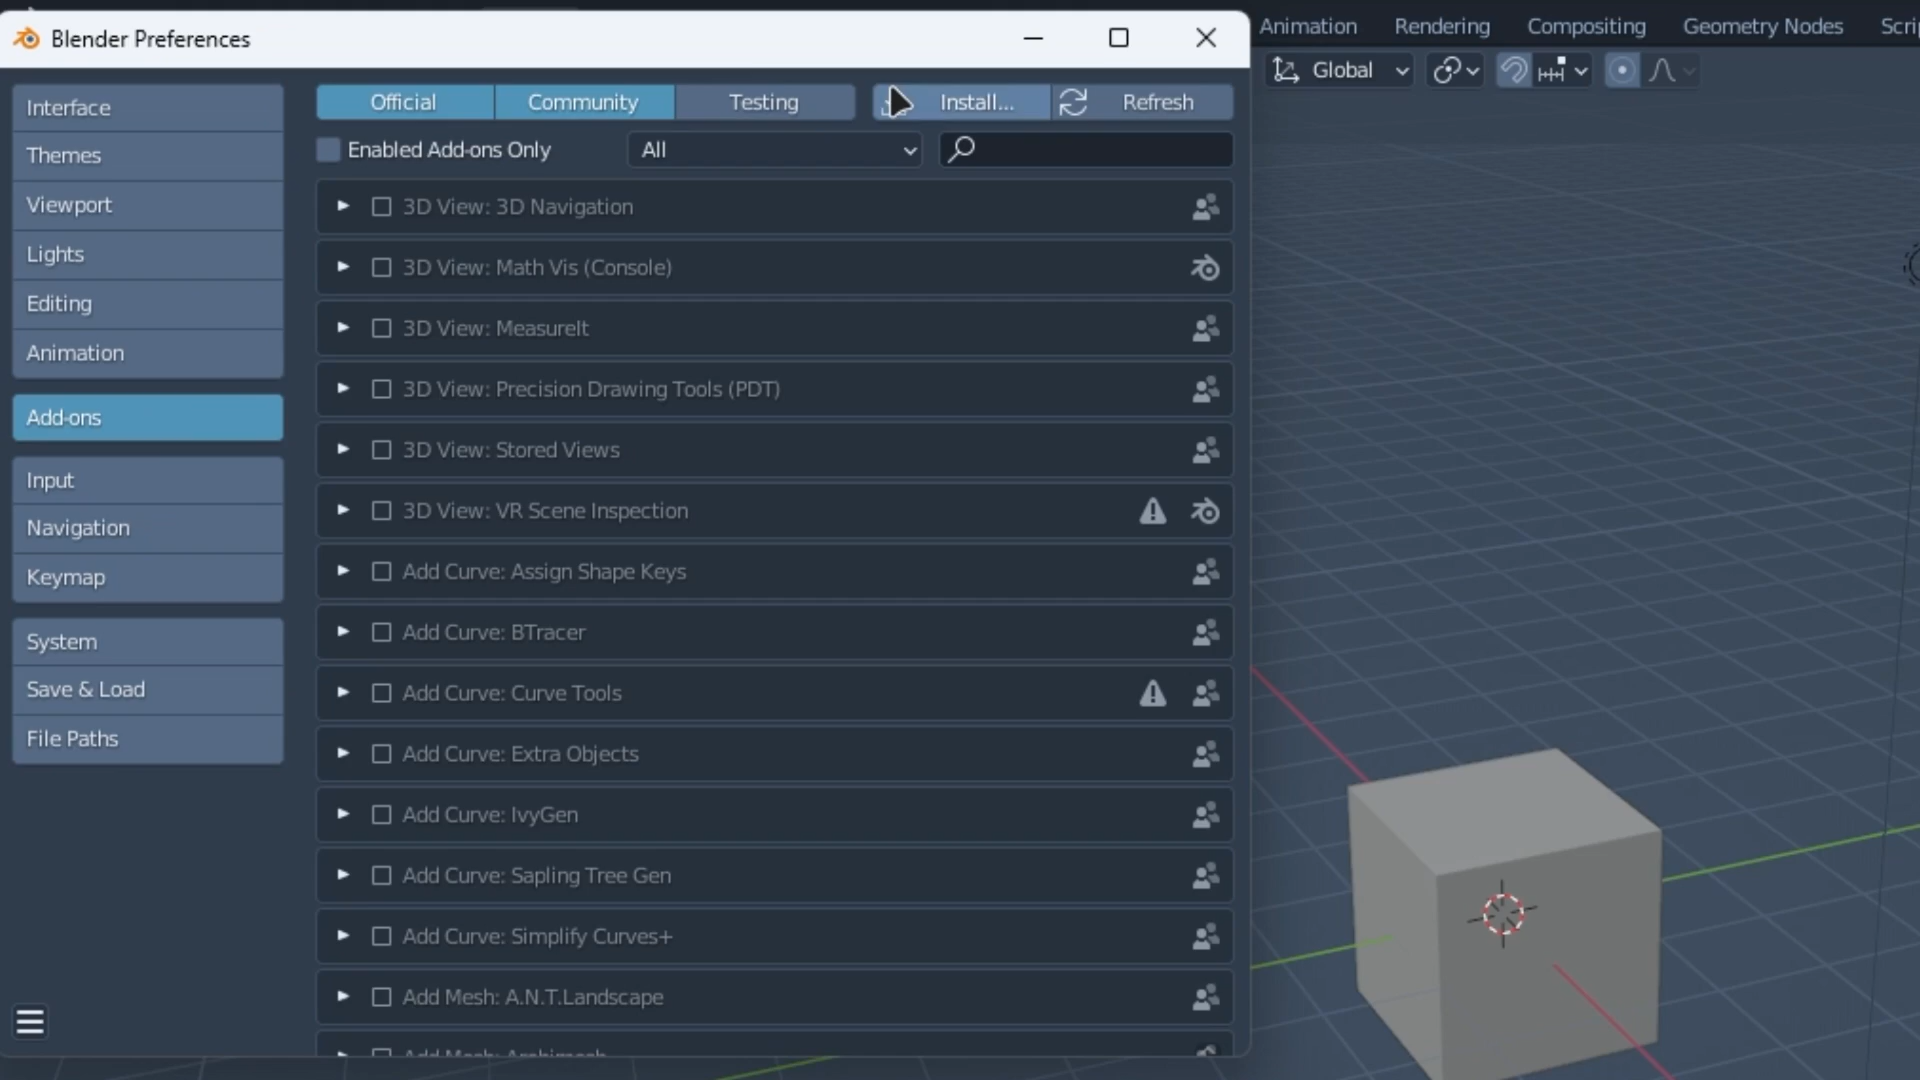 Blender Preferences
Animation Rendering Compositing Geometry Nodes
Global
Interface
Themes
Viewport
Lights
Editing
Animation
Add-ons
Input
Navigation
Keymap
System
Save & Load
File Paths
Official Community Testing Install... Refresh
Enabled Add-ons Only All
3D View: 3D Navigation
3D View: Math Vis (Console)
3D View: MeasureIt
3D View: Precision Drawing Tools (PDT)
3D View: Stored Views
3D View: VR Scene Inspection
Add Curve: Assign Shape Keys
Add Curve: BTracer
Add Curve: Curve Tools
Add Curve: Extra Objects
Add Curve: IvyGen
Add Curve: Sapling Tree Gen
Add Curve: Simplify Curves+
Add Mesh: A.N.T.Landscape
Add Mesh: Archimesh